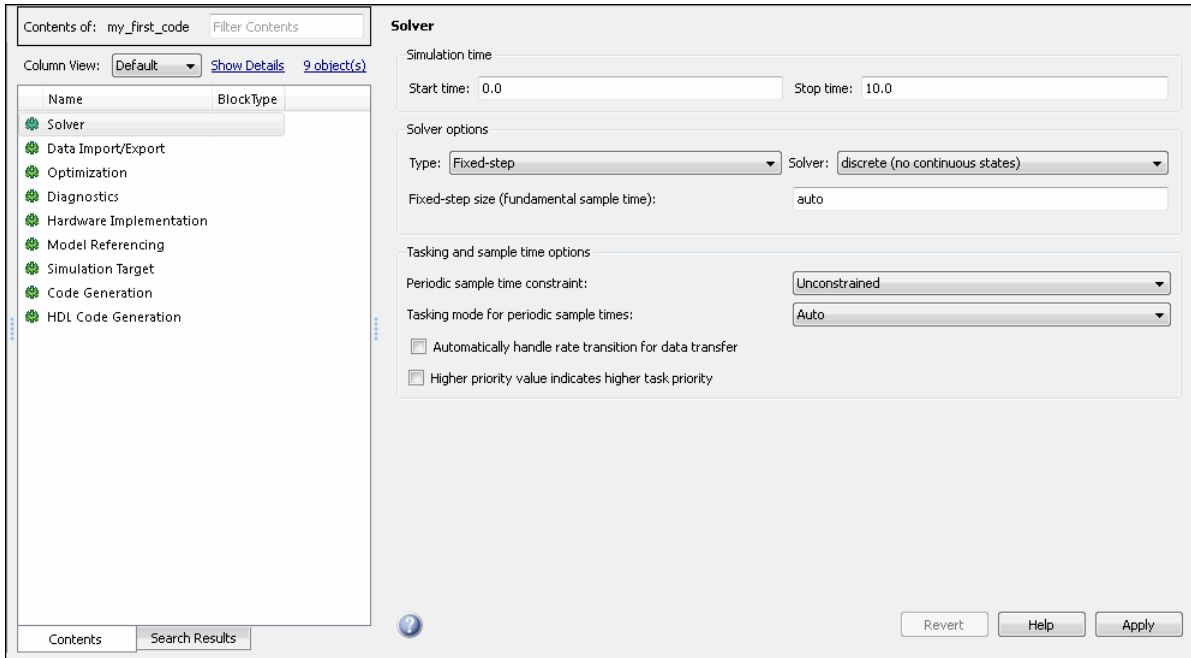 Contents of: my_first_code Filter Contents
Column View: Default Show Details 9 object(s)
Name BlockType
Solver
Data Import/Export
Optimization
Diagnostics
Hardware Implementation
Model Referencing
Simulation Target
Code Generation
HDL Code Generation
Contents Search Results
Solver
Simulation time
Start time: 0.0 Stop time: 10.0
Solver options
Type: Fixed-step Solver: discrete (no continuous states)
Fixed-step size (fundamental sample time): auto
Tasking and sample time options
Periodic sample time constraint: Unconstrained
Tasking mode for periodic sample times: Auto
Automatically handle rate transition for data transfer
Higher priority value indicates higher task priority
? Revert Help Apply